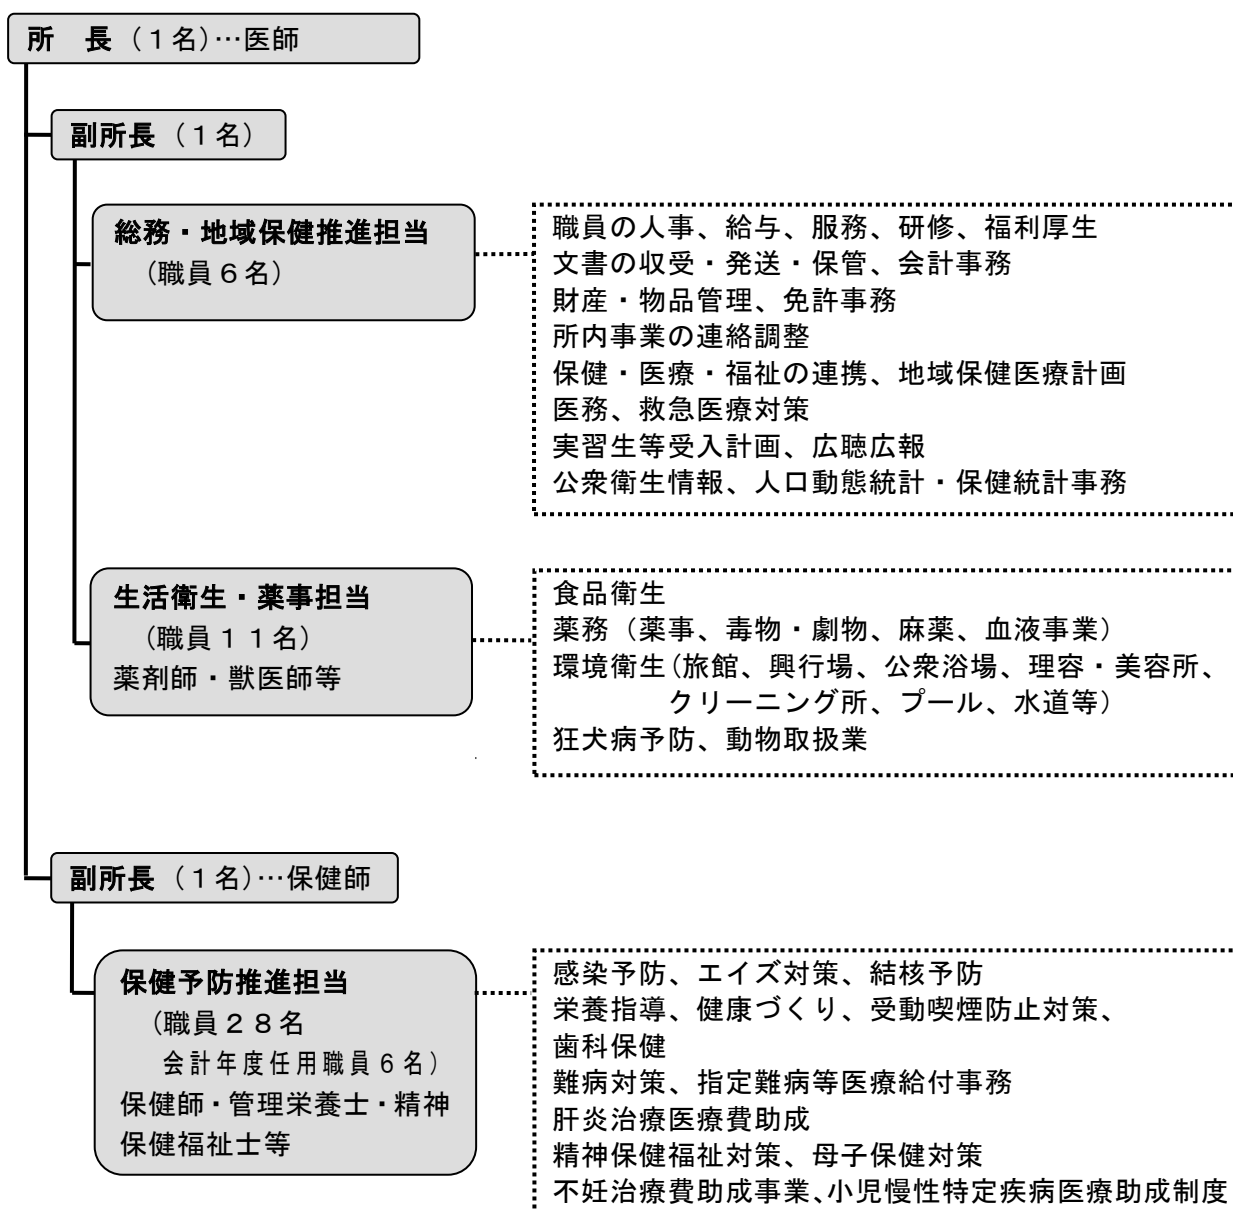 所　長（１名）…医師
副所長（１名）
総務・地域保健推進担当
（職員６名）
職員の人事、給与、服務、研修、福利厚生
文書の収受・発送・保管、会計事務
財産・物品管理、免許事務
所内事業の連絡調整
保健・医療・福祉の連携、地域保健医療計画
医務、救急医療対策
実習生等受入計画、広聴広報
公衆衛生情報、人口動態統計・保健統計事務
生活衛生・薬事担当
（職員１１名）
薬剤師・獣医師等
食品衛生
薬務（薬事、毒物・劇物、麻薬、血液事業）
環境衛生（旅館、興行場、公衆浴場、理容・美容所、
クリーニング所、プール、水道等）
狂犬病予防、動物取扱業
副所長（１名）…保健師
保健予防推進担当
（職員２８名
会計年度任用職員６名）
保健師・管理栄養士・精神
保健福祉士等
感染予防、エイズ対策、結核予防
栄養指導、健康づくり、受動喫煙防止対策、
歯科保健
難病対策、指定難病等医療給付事務
肝炎治療医療費助成
精神保健福祉対策、母子保健対策
不妊治療費助成事業、小児慢性特定疾病医療助成制度